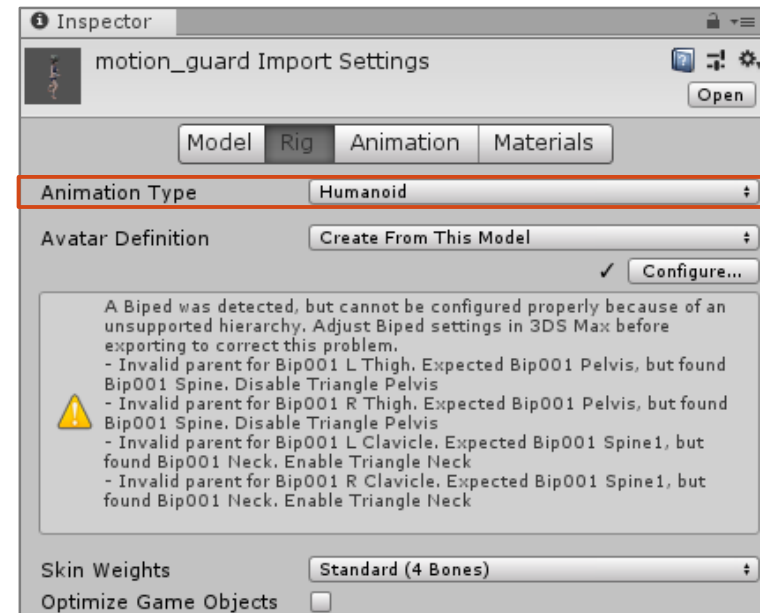 Inspector
motion_guard Import Settings
Open
Model Rig Animation Materials
Animation Type Humanoid
Avatar Definition Create From This Model
✓ Configure...
A Biped was detected, but cannot be configured properly because of an
unsupported hierarchy. Adjust Biped settings in 3DS Max before
exporting to correct this problem.
- Invalid parent for Bip001 L Thigh. Expected Bip001 Pelvis, but found
Bip001 Spine. Disable Triangle Pelvis
- Invalid parent for Bip001 R Thigh. Expected Bip001 Pelvis, but found
Bip001 Spine. Disable Triangle Pelvis
- Invalid parent for Bip001 L Clavicle. Expected Bip001 Spine1, but
found Bip001 Neck. Enable Triangle Neck
- Invalid parent for Bip001 R Clavicle. Expected Bip001 Spine1, but
found Bip001 Neck. Enable Triangle Neck
Skin Weights Standard (4 Bones)
Optimize Game Objects